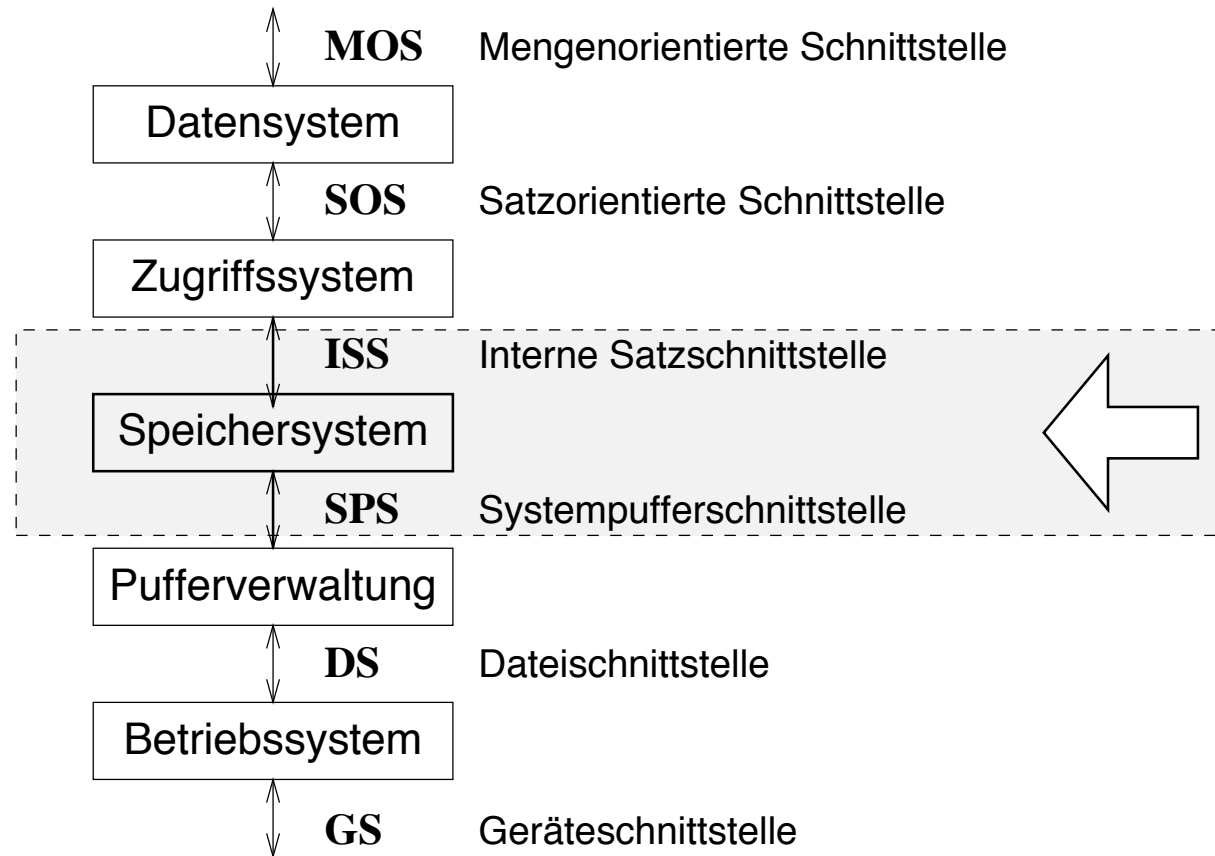 MOS Mengenorientierte Schnittstelle
Datensystem
SOS Satzorientierte Schnittstelle
Zugriffssystem
ISS Interne Satzschnittstelle
Speichersystem
SPS Systempufferschnittstelle
Pufferverwaltung
DS Dateischnittstelle
Betriebssystem
GS Geräteschnittstelle